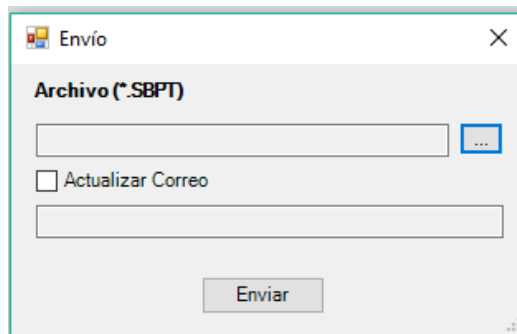 Envío
Archivo (*.SBPT)
...
Actualizar Correo
Enviar